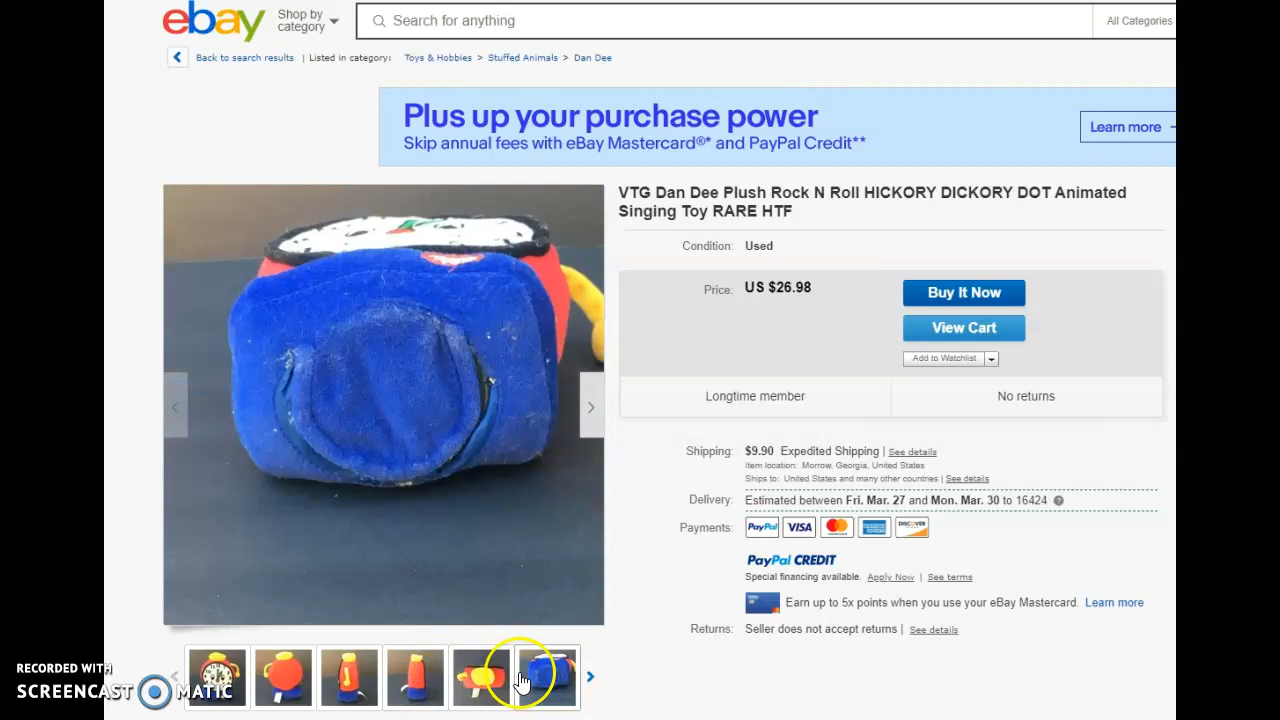 ebay
Shop by
category
Search for anything
All Categories
Back to search results | Listed in category: Toys & Hobbies > Stuffed Animals > Dan Dee
Plus up your purchase power
Skip annual fees with eBay Mastercard®* and PayPal Credit**
Learn more
VTG Dan Dee Plush Rock N Roll HICKORY DICKORY DOT Animated
Singing Toy RARE HTF
Condition: Used
Price: US $26.98
Buy It Now
View Cart
Add to Watchlist
Longtime member
No returns
Shipping: $9.90 Expedited Shipping | See details
Item location: Morrow, Georgia, United States
Ships to: United States and many other countries | See details
Delivery: Estimated between Fri. Mar. 27 and Mon. Mar. 30 to 16424
Payments: PayPal VISA MasterCard DISCOVER
PayPal CREDIT
Special financing available. Apply Now | See terms
Earn up to 5x points when you use your eBay Mastercard. Learn more
Returns: Seller does not accept returns | See details
RECORDED WITH
SCREENCAST MATIC